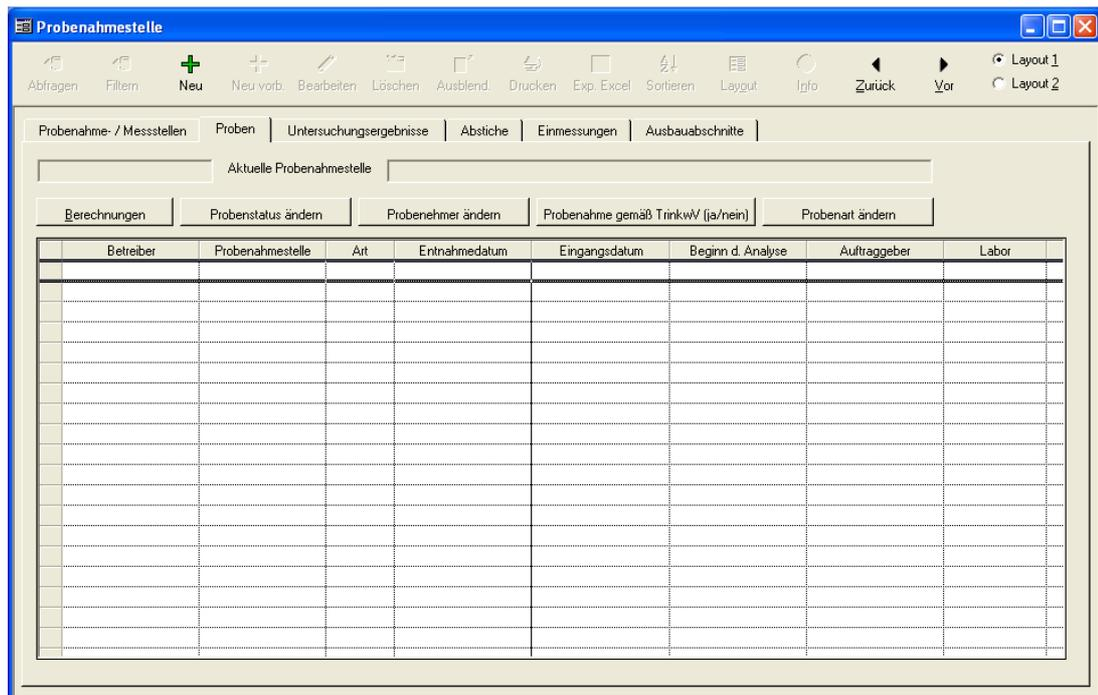 Probenahmestelle
Abfragen Filtern Neu Neu vorb. Bearbeiten Löschen Ausblend. Drucken Exp. Excel Sortieren Layout Info Zurück Vor Layout 1
Layout 2
Probenahme- / Messstellen Proben Untersuchungsergebnisse Abstiche Einmessungen Ausbauabschnitte
Aktuelle Probenahmestelle
Berechnungen Probenstatus ändern Probenehmer ändern Probenahme gemäß TrinkwV (ja/nein) Probenart ändern
Betreiber Probenahmestelle Art Entnahmedatum Eingangsdatum Beginn d. Analyse Auftraggeber Labor